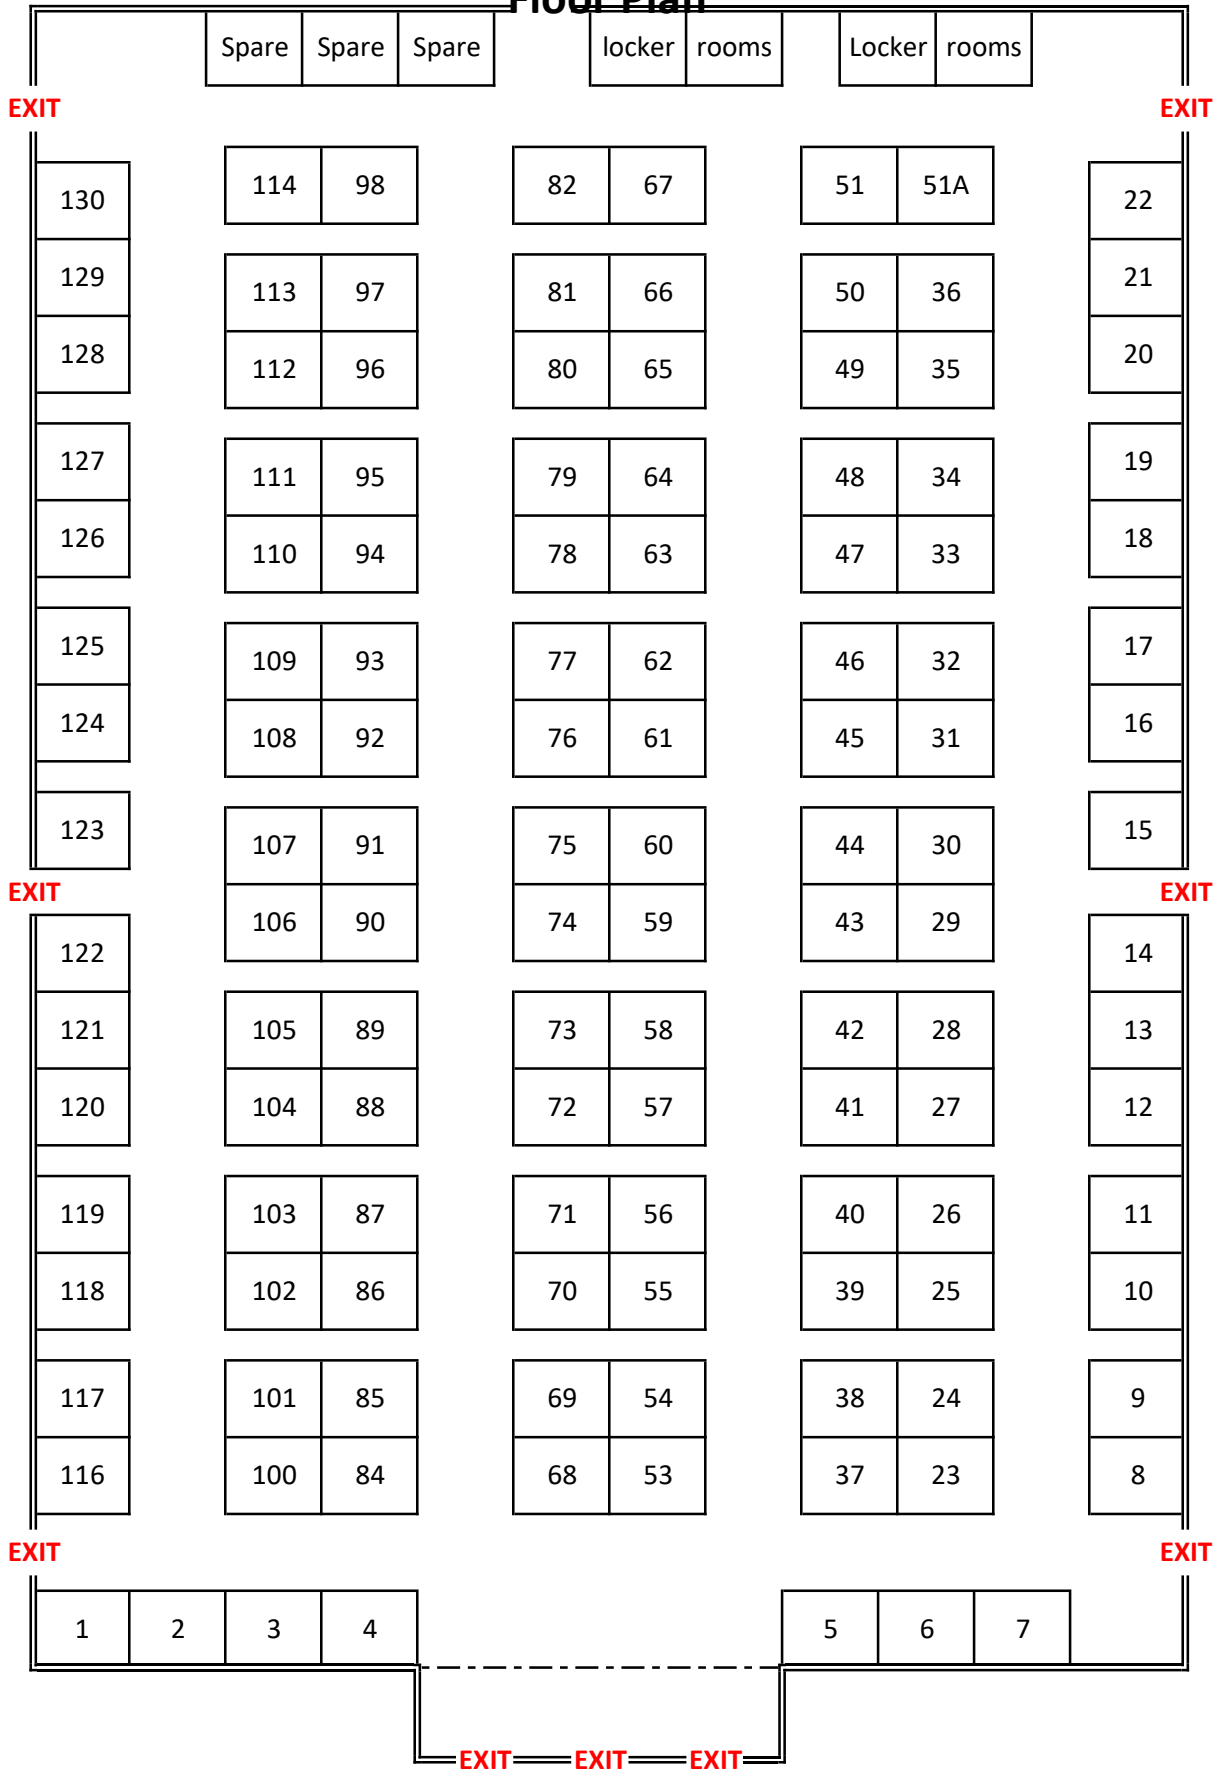 Floor Plan
Spare Spare Spare locker rooms Locker rooms
EXIT EXIT
114 98 82 67 51 51A
130 22
129 21
113 97 81 66 50 36
128 20
112 96 80 65 49 35
127 19
111 95 79 64 48 34
126 18
110 94 78 63 47 33
125 17
109 93 77 62 46 32
124 16
108 92 76 61 45 31
123 15
107 91 75 60 44 30
EXIT EXIT
106 90 74 59 43 29
122 14
121 105 89 73 58 42 28 13
120 104 88 72 57 41 27 12
119 103 87 71 56 40 26 11
118 102 86 70 55 39 25 10
117 101 85 69 54 38 24 9
116 100 84 68 53 37 23 8
EXIT EXIT
1 2 3 4 5 6 7
EXIT EXIT EXIT